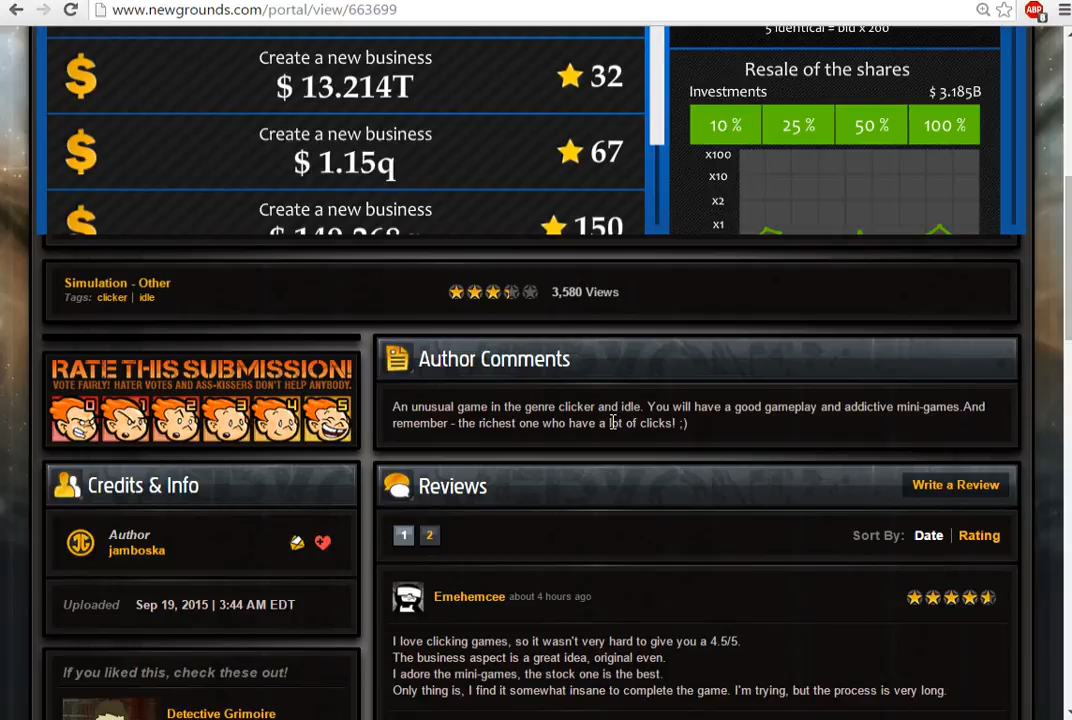 www.newgrounds.com/portal/view/663699
ABP
8
Create a new business
$ 13.214T
32
Create a new business
$ 1.15q
67
Create a new business
$ 140.268q
150
5 identical = bid x 200
Resale of the shares
Investments $ 3.185B
10 % 25 % 50 % 100 %
X100
X10
X2
X1
Simulation - Other
Tags: clicker | idle
3,580 Views
RATE THIS SUBMISSION!
VOTE FAIRLY! HATER VOTES AND ASS-KISSERS DON'T HELP ANYBODY.
0 1 2 3 4 5
Author Comments
An unusual game in the genre clicker and idle. You will have a good gameplay and addictive mini-games.And
remember - the richest one who have a lot of clicks! ;)
Credits & Info
Author
jamboska
Uploaded Sep 19, 2015 | 3:44 AM EDT
If you liked this, check these out!
Detective Grimoire
Reviews
Write a Review
1 2
Sort By: Date | Rating
Emehemcee about 4 hours ago
I love clicking games, so it wasn't very hard to give you a 4.5/5.
The business aspect is a great idea, original even.
I adore the mini-games, the stock one is the best.
Only thing is, I find it somewhat insane to complete the game. I'm trying, but the process is very long.